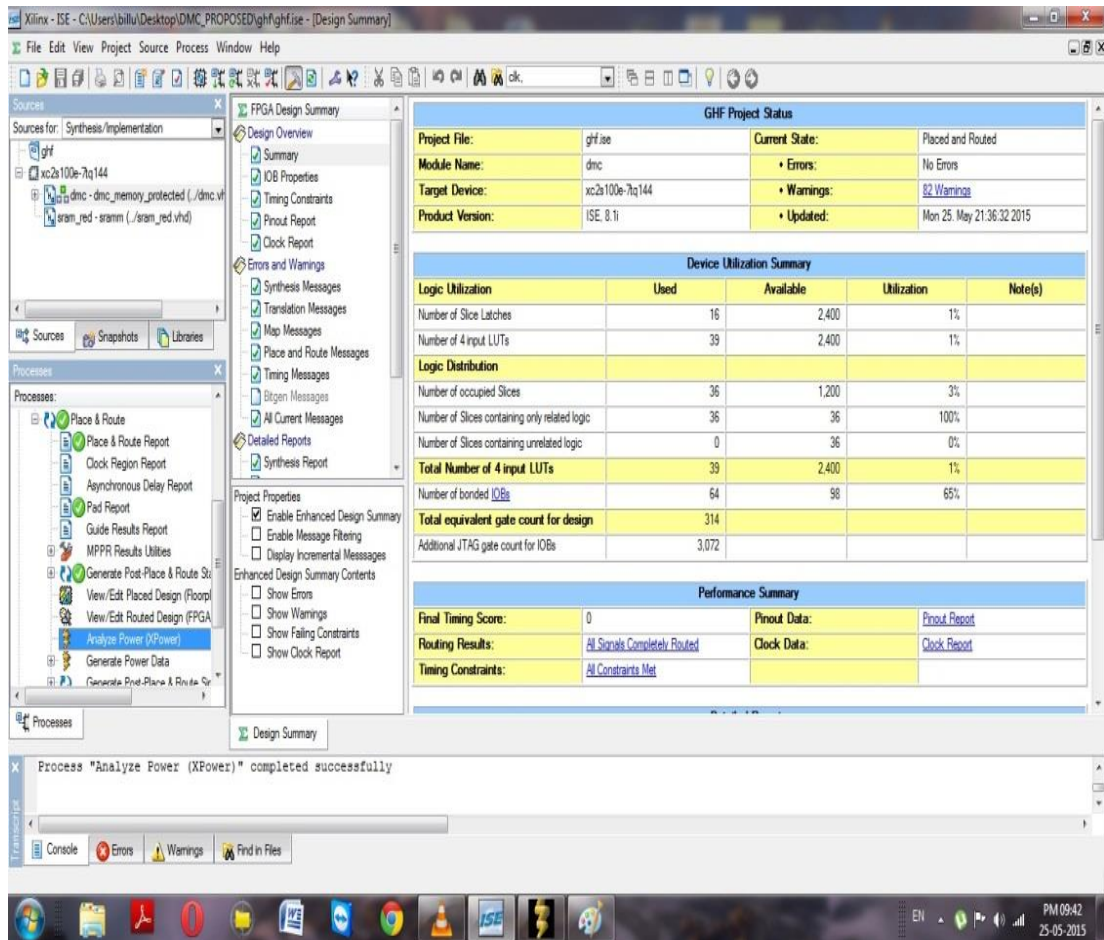 Xilinx - ISE - C:\Users\billu\Desktop\DMC_PROPOSED\ghf\ghf.ise - [Design Summary]
File Edit View Project Source Process Window Help
ok,
Sources
Sources for: Synthesis/Implementation
ghf
xc2s100e-7tq144
dmc - dmc_memory_protected (../dmc.vh
sram_red - sramm (../sram_red.vhd)
Sources Snapshots Libraries
Processes
Processes:
Place & Route
Place & Route Report
Clock Region Report
Asynchronous Delay Report
Pad Report
Guide Results Report
MPPR Results Utilities
Generate Post-Place & Route Sta
View/Edit Placed Design (Floorpl
View/Edit Routed Design (FPGA
Analyze Power (XPower)
Generate Power Data
Generate Post-Place & Route Sir
Processes
FPGA Design Summary
Design Overview
Summary
IOB Properties
Timing Constraints
Pinout Report
Clock Report
Errors and Warnings
Synthesis Messages
Translation Messages
Map Messages
Place and Route Messages
Timing Messages
Bitgen Messages
All Current Messages
Detailed Reports
Synthesis Report
Project Properties
Enable Enhanced Design Summary
Enable Message Filtering
Display Incremental Messsages
Enhanced Design Summary Contents
Show Errors
Show Warnings
Show Failing Constraints
Show Clock Report
Design Summary
GHF Project Status
Project File: ghf.ise Current State: Placed and Routed
Module Name: dmc • Errors: No Errors
Target Device: xc2s100e-7tq144 • Warnings: 82 Warnings
Product Version: ISE, 8.1i • Updated: Mon 25. May 21:36:32 2015
Device Utilization Summary
Logic Utilization Used Available Utilization Note(s)
Number of Slice Latches 16 2,400 1%
Number of 4 input LUTs 39 2,400 1%
Logic Distribution
Number of occupied Slices 36 1,200 3%
Number of Slices containing only related logic 36 36 100%
Number of Slices containing unrelated logic 0 36 0%
Total Number of 4 input LUTs 39 2,400 1%
Number of bonded IOBs 64 98 65%
Total equivalent gate count for design 314
Additional JTAG gate count for IOBs 3,072
Performance Summary
Final Timing Score: 0 Pinout Data: Pinout Report
Routing Results: All Signals Completely Routed Clock Data: Clock Report
Timing Constraints: All Constraints Met
Process "Analyze Power (XPower)" completed successfully
Transcript
Console Errors Warnings Find in Files
ISE
EN
PM 09:42
25-05-2015